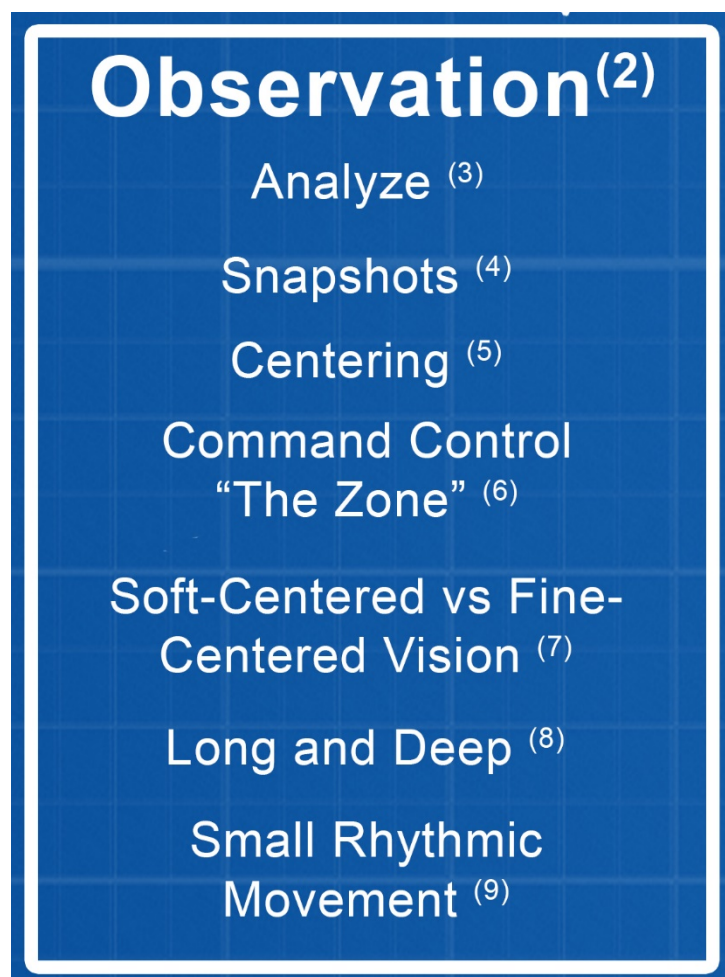 Observation(2)
Analyze (3)
Snapshots (4)
Centering (5)
Command Control
“The Zone” (6)
Soft-Centered vs Fine-
Centered Vision (7)
Long and Deep (8)
Small Rhythmic
Movement (9)